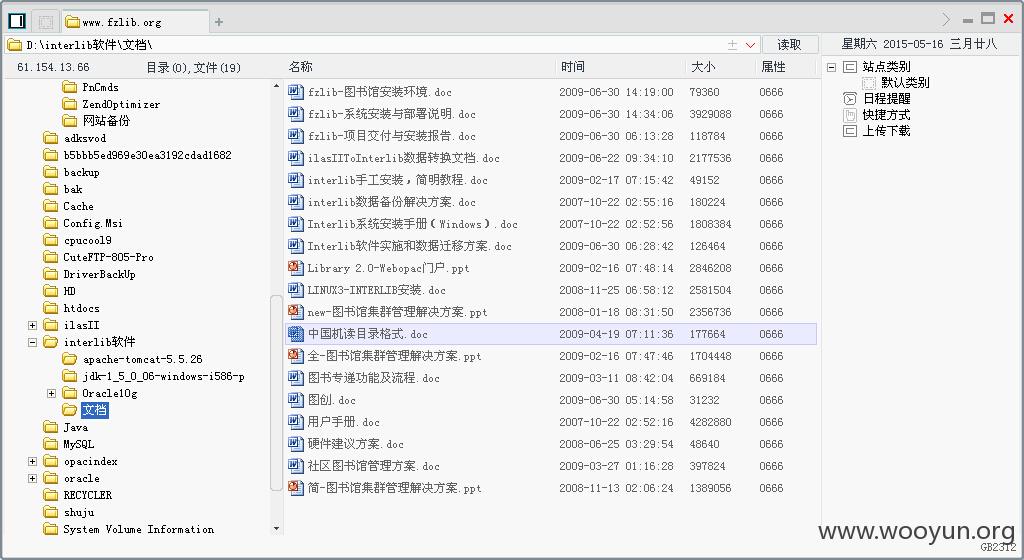 www.fzlib.org
D:\interlib软件\文档\
读取
星期六 2015-05-16 三月廿八
61.154.13.66
目录(0),文件(19)
PnCmds
ZendOptimizer
网站备份
adksvod
b5bbb5ed969e30ea3192cdad1682
backup
bak
Cache
Config.Msi
cpucool9
CuteFTP-805-Pro
DriverBackUp
HD
htdocs
ilasII
interlib软件
apache-tomcat-5.5.26
jdk-1_5_0_06-windows-i586-p
Oracle10g
文档
Java
MySQL
opacindex
oracle
RECYCLER
shuju
System Volume Information
名称 时间 大小 属性
fzlib-图书馆安装环境.doc 2009-06-30 14:19:00 79360 0666
fzlib-系统安装与部署说明.doc 2009-06-30 14:34:06 3929088 0666
fzlib-项目交付与安装报告.doc 2009-06-30 06:13:28 118784 0666
ilasIIToInterlib数据转换文档.doc 2009-06-22 09:34:10 2177536 0666
interlib手工安装，简明教程.doc 2009-02-17 07:15:42 49152 0666
interlib数据备份解决方案.doc 2007-10-22 02:55:16 180224 0666
Interlib系统安装手册(Windows).doc 2007-10-22 02:52:56 1808384 0666
Interlib软件实施和数据迁移方案.doc 2009-06-30 06:28:42 126464 0666
Library 2.0-Webopac门户.ppt 2009-02-16 07:48:14 2846208 0666
LINUX3-INTERLIB安装.doc 2008-11-25 06:58:12 2581504 0666
new-图书馆集群管理解决方案.ppt 2008-01-18 08:31:50 2356736 0666
中国机读目录格式.doc 2009-04-19 07:11:36 177664 0666
全-图书馆集群管理解决方案.ppt 2009-02-16 07:47:46 1704448 0666
图书专递功能及流程.doc 2009-03-11 08:42:04 669184 0666
图创.doc 2009-06-30 05:14:58 31232 0666
用户手册.doc 2007-10-22 02:52:16 4282880 0666
硬件建议方案.doc 2008-06-25 03:29:54 48640 0666
社区图书馆管理方案.doc 2009-03-27 01:16:28 397824 0666
简-图书馆集群管理解决方案.ppt 2008-11-13 02:06:24 1389056 0666
站点类别
默认类别
日程提醒
快捷方式
上传下载
www.wooyun.org
GB2312